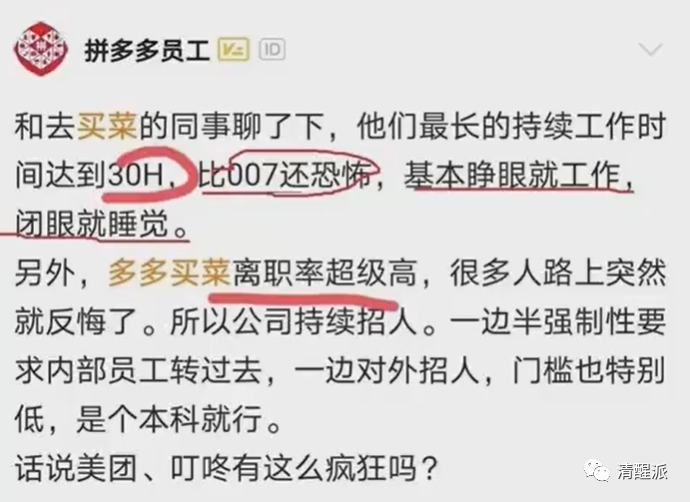 拼多多员工 V ID
和去买菜的同事聊了下，他们最长的持续工作时
间达到30H，比007还恐怖，基本睁眼就工作，
闭眼就睡觉。
另外，多多买菜离职率超级高，很多人路上突然
就反悔了。所以公司持续招人。一边半强制性要
求内部员工转过去，一边对外招人，门槛也特别
低，是个本科就行。
话说美团、叮咚有这么疯狂吗？
清醒派